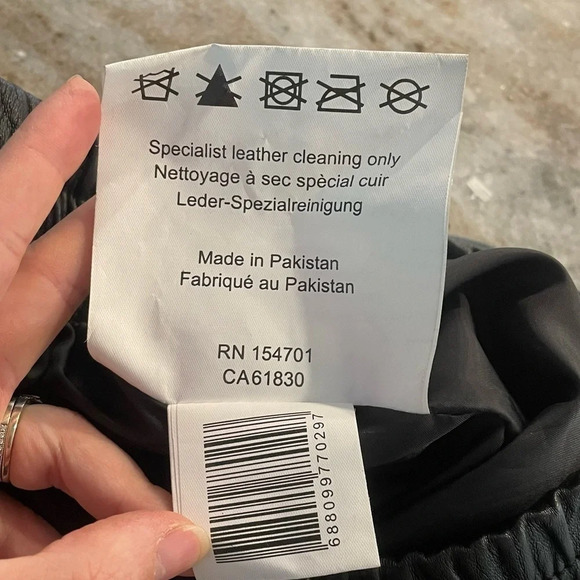 Specialist leather cleaning only
Nettoyage à sec spècial cuir
Leder-Spezialreinigung
Made in Pakistan
Fabriqué au Pakistan
RN 154701
CA61830
688099770297